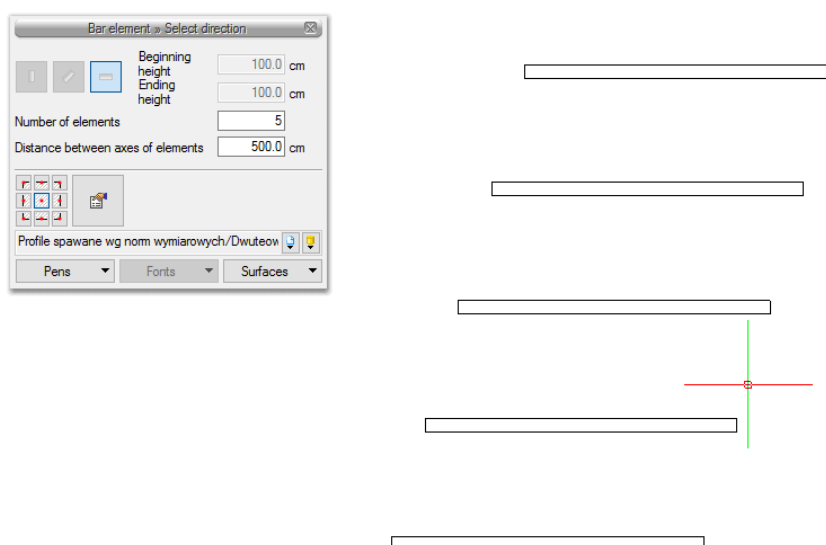 Bar element » Select direction
Beginning height 100.0 cm
Ending height 100.0 cm
Number of elements 5
Distance between axes of elements 500.0 cm
Profile spawane wg norm wymiarowych/Dwuteow
Pens Fonts Surfaces